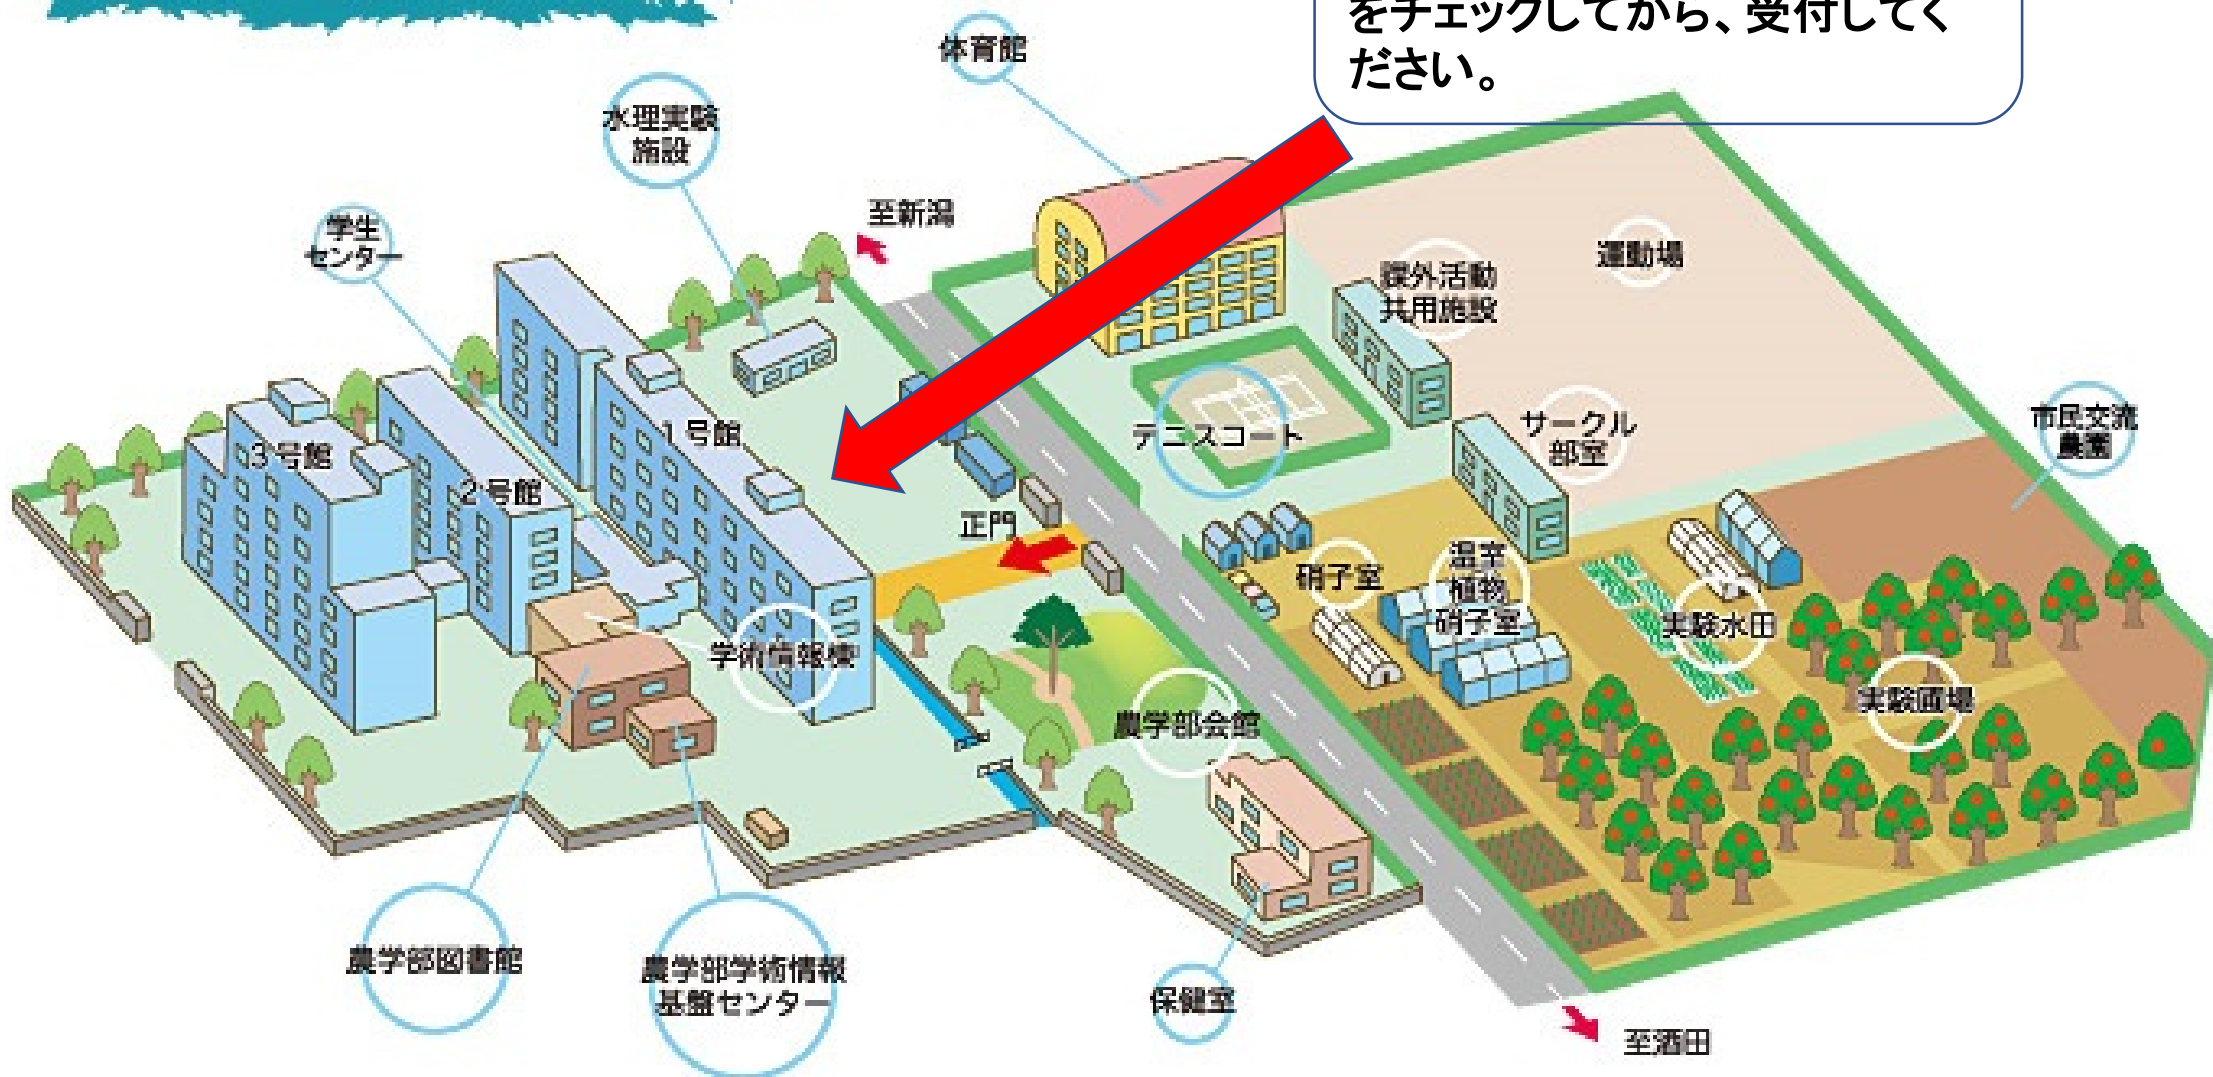 をチェックしてから、受付してく
ださい。
体育館
水理実験
施設
至新潟
学生
センター
運動場
課外活動
共用施設
市民交流
農園
サークル
部室
テニスコート
1号館
3号館
2号館
正門
硝子室
温室
植物
硝子室
実験水田
学術情報棟
実験圃場
農学部会館
農学部図書館
農学部学術情報
基盤センター
保健室
至酒田